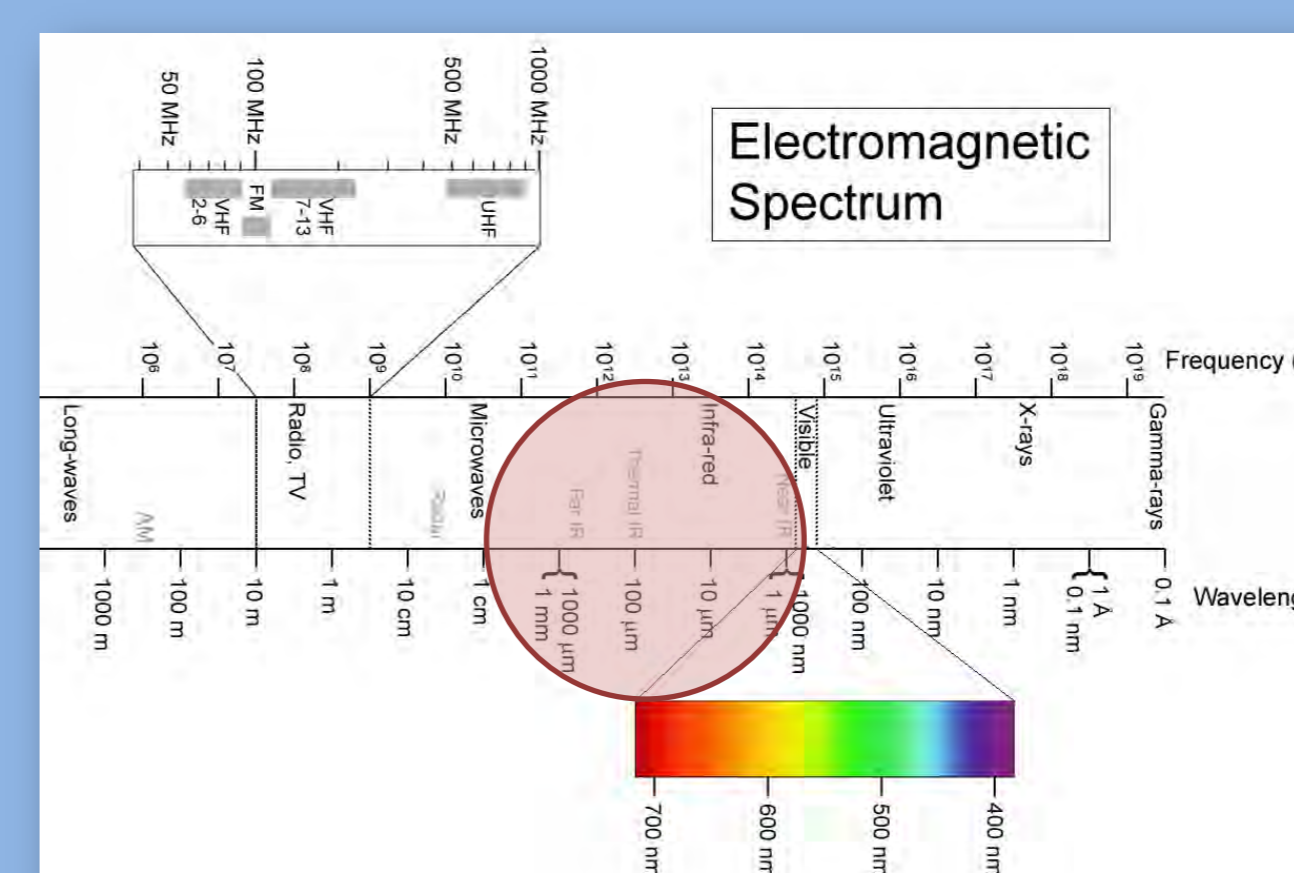 Electromagnetic
Spectrum
50 MHz
100 MHz
500 MHz
1000 MHz
VHF
2-6
FM
VHF
7-13
UHF
10⁶
10⁷
10⁸
10⁹
10¹⁰
10¹¹
10¹²
10¹³
10¹⁴
10¹⁵
10¹⁶
10¹⁷
10¹⁸
10¹⁹
Frequency (
Long-waves
AM
Radio, TV
Radar
Microwaves
Far IR
Thermal IR
Infra-red
Near IR
Visible
Ultraviolet
X-rays
Gamma-rays
1000 m
100 m
10 m
1 m
10 cm
1 cm
1000 µm
1 mm
100 µm
10 µm
1000 nm
1 µm
100 nm
10 nm
1 nm
1 Å
0.1 nm
0.1 Å
Waveleng
700 nm
600 nm
500 nm
400 nm